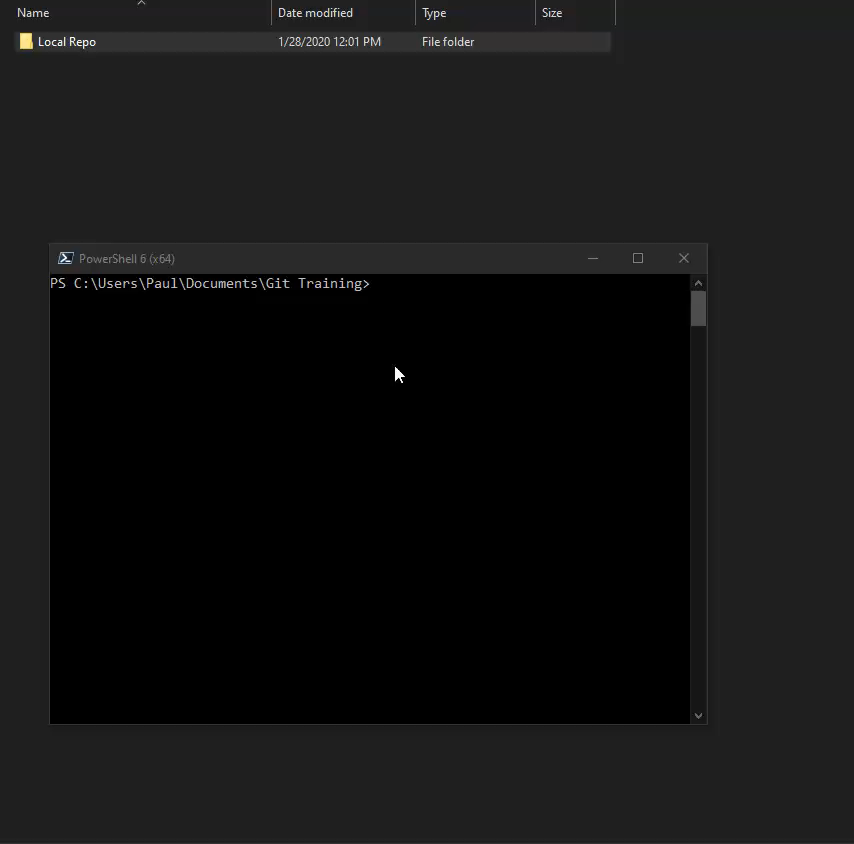 Name Date modified Type Size
Local Repo 1/28/2020 12:01 PM File folder
PowerShell 6 (x64)
PS C:\Users\Paul\Documents\Git Training>